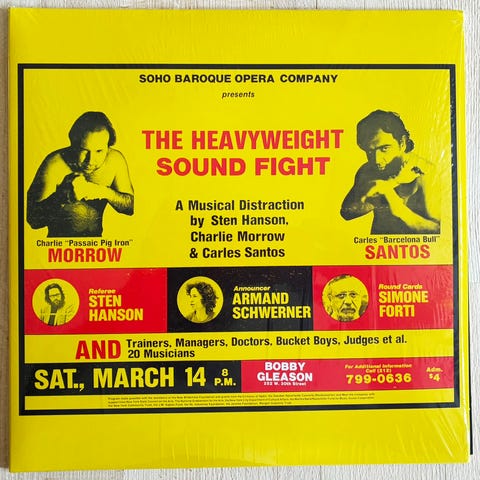 SOHO BAROQUE OPERA COMPANY
presents
THE HEAVYWEIGHT
SOUND FIGHT
A Musical Distraction
by Sten Hanson,
Charlie Morrow
& Carles Santos
Charlie "Passaic Pig Iron"
MORROW
Carles "Barcelona Bull"
SANTOS
Referee
STEN
HANSON
Announcer
ARMAND
SCHWERNER
Round Cards
SIMONE
FORTI
AND Trainers, Managers, Doctors, Bucket Boys, Judges et al.
20 Musicians
SAT., MARCH 14 8 P.M.
BOBBY
GLEASON
252 W. 30th Street
For Additional Information
Call (212)
799-0636
Adm.
$4